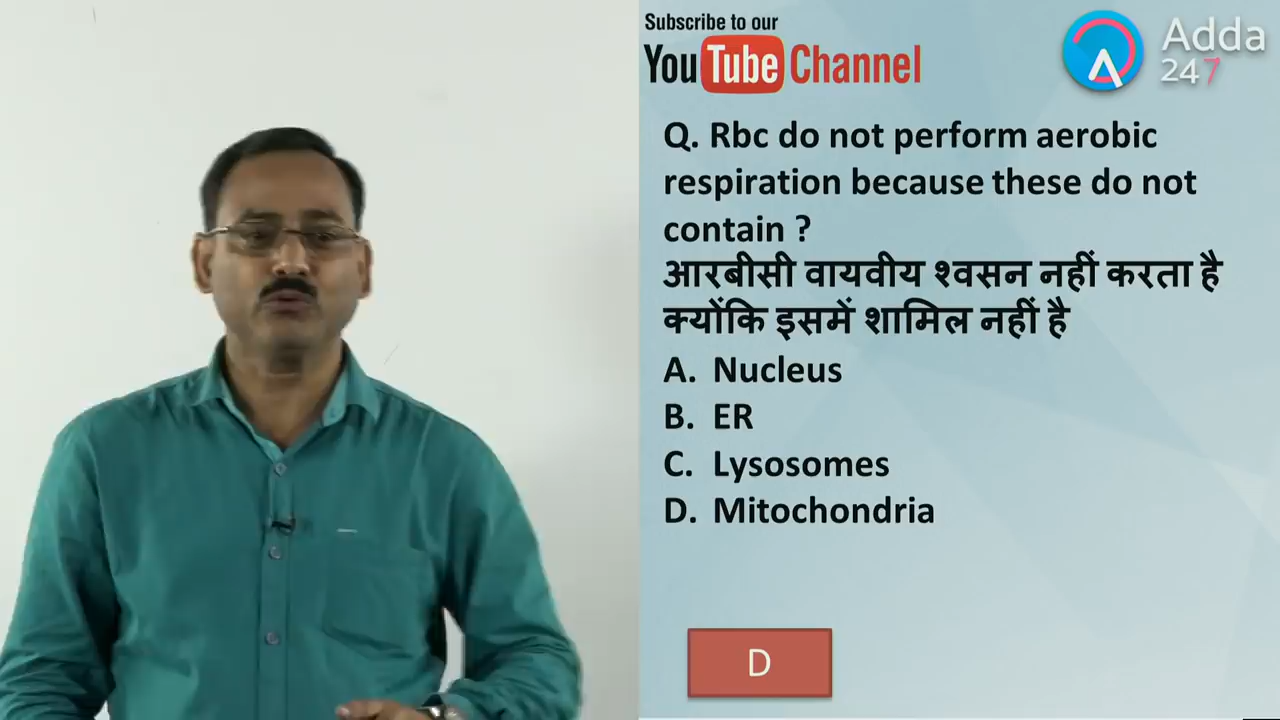 Subscribe to our
YouTube Channel
Adda
247
Q. Rbc do not perform aerobic
respiration because these do not
contain ?
आरबीसी वायवीय श्वसन नहीं करता है
क्योंकि इसमें शामिल नहीं है
A. Nucleus
B. ER
C. Lysosomes
D. Mitochondria
D